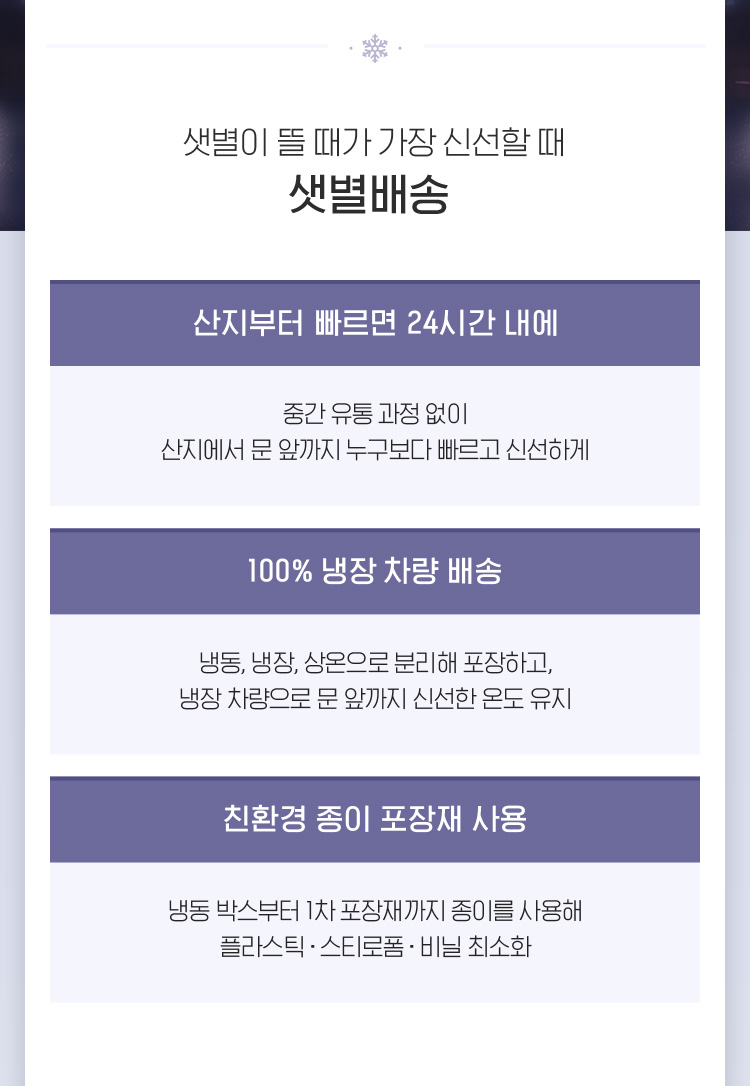 샛별이 뜰 때가 가장 신선할 때
샛별배송
산지부터 빠르면 24시간 내에
중간 유통 과정 없이
산지에서 문 앞까지 누구보다 빠르고 신선하게
100% 냉장 차량 배송
냉동, 냉장, 상온으로 분리해 포장하고,
냉장 차량으로 문 앞까지 신선한 온도 유지
친환경 종이 포장재 사용
냉동 박스부터 1차 포장재까지 종이를 사용해
플라스틱 · 스티로폼 · 비닐 최소화